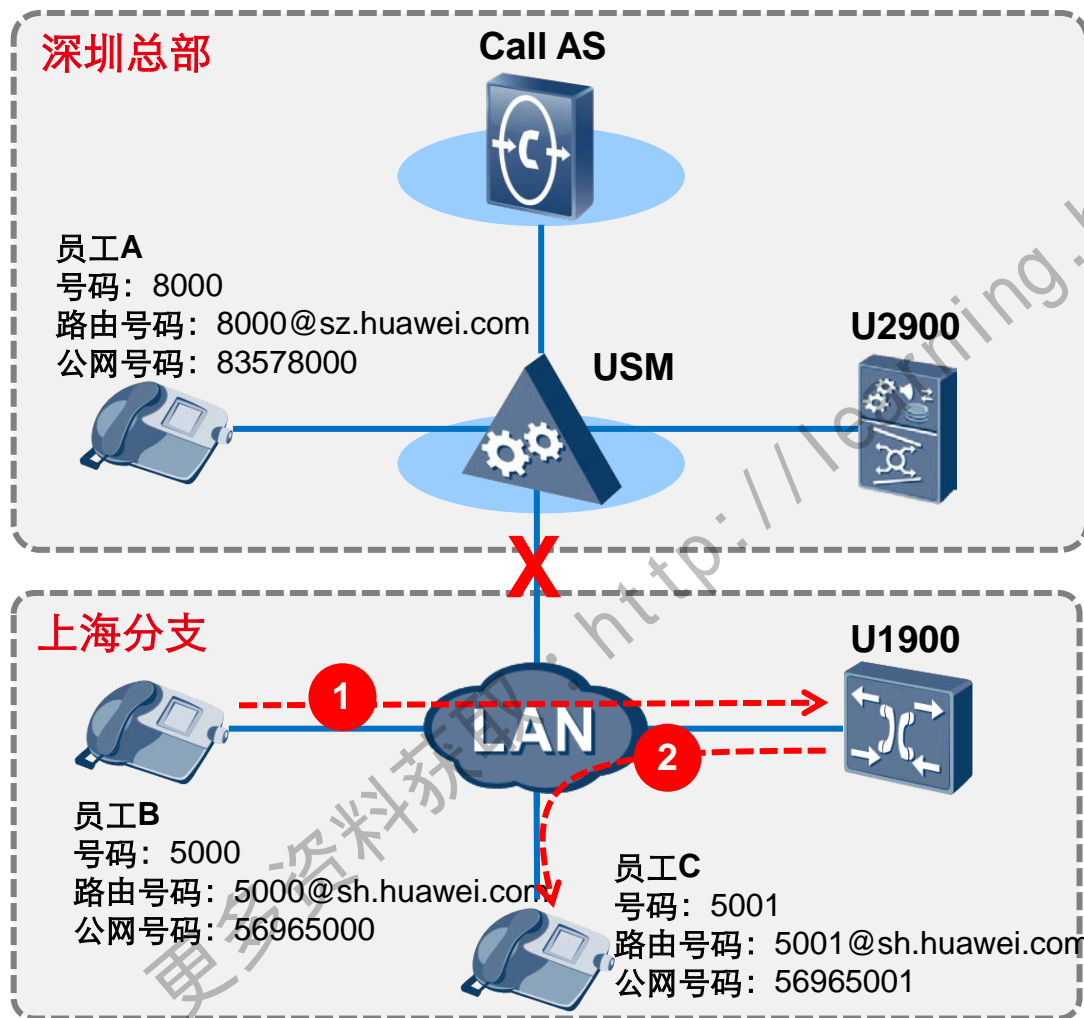 深圳总部
Call AS
员工A
号码：8000
路由号码：8000@sz.huawei.com
公网号码：83578000
U2900
USM
X
上海分支
U1900
1
LAN
2
员工B
号码：5000
路由号码：5000@sh.huawei.com
公网号码：56965000
员工C
号码：5001
路由号码：5001@sh.huawei.com
公网号码：56965001
更多资料获取：http://learning.h